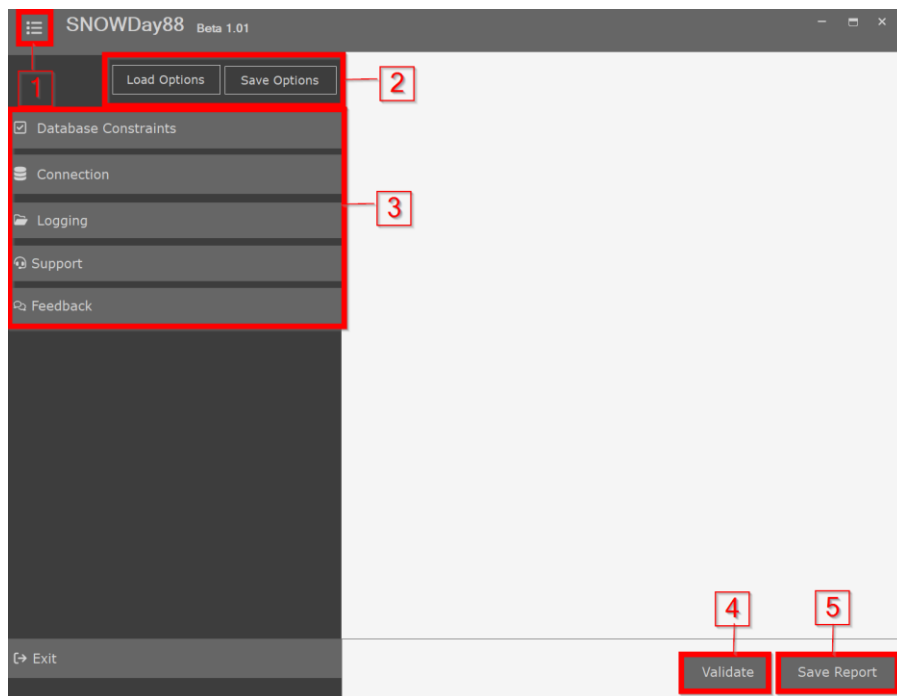 SNOWDay88 Beta 1.01
1
Load Options Save Options
2
Database Constraints
Connection
3
Logging
Support
Feedback
4
5
Exit
Validate Save Report